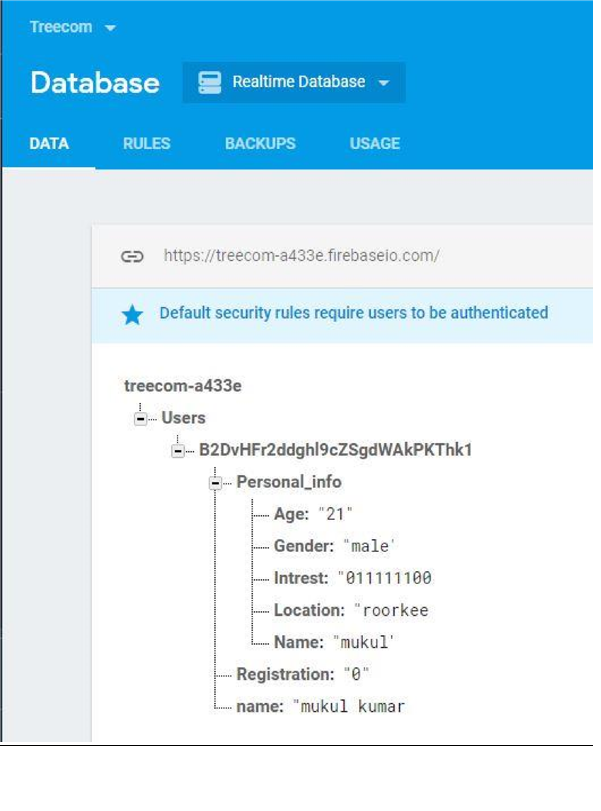 Treecom
Database Realtime Database
DATA RULES BACKUPS USAGE
https://treecom-a433e.firebaseio.com/
Default security rules require users to be authenticated
treecom-a433e
Users
B2DvHFr2ddghl9cZSgdWAkPKThk1
Personal_info
Age: "21"
Gender: "male'
Intrest: "011111100
Location: "roorkee
Name: "mukul'
Registration: "0"
name: "mukul kumar